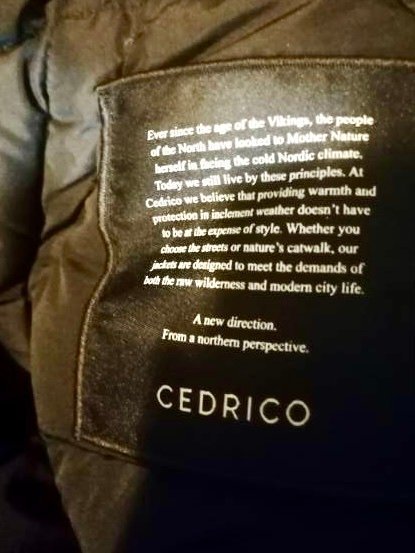 Ever since the age of the Vikings, the people
of the North have looked to Mother Nature
herself in facing the cold Nordic climate.
Today we still live by these principles. At
Cedrico we believe that providing warmth and
protection in inclement weather doesn't have
to be at the expense of style. Whether you
choose the streets or nature's catwalk, our
jackets are designed to meet the demands of
both the raw wilderness and modern city life.
A new direction.
From a northern perspective.
CEDRICO